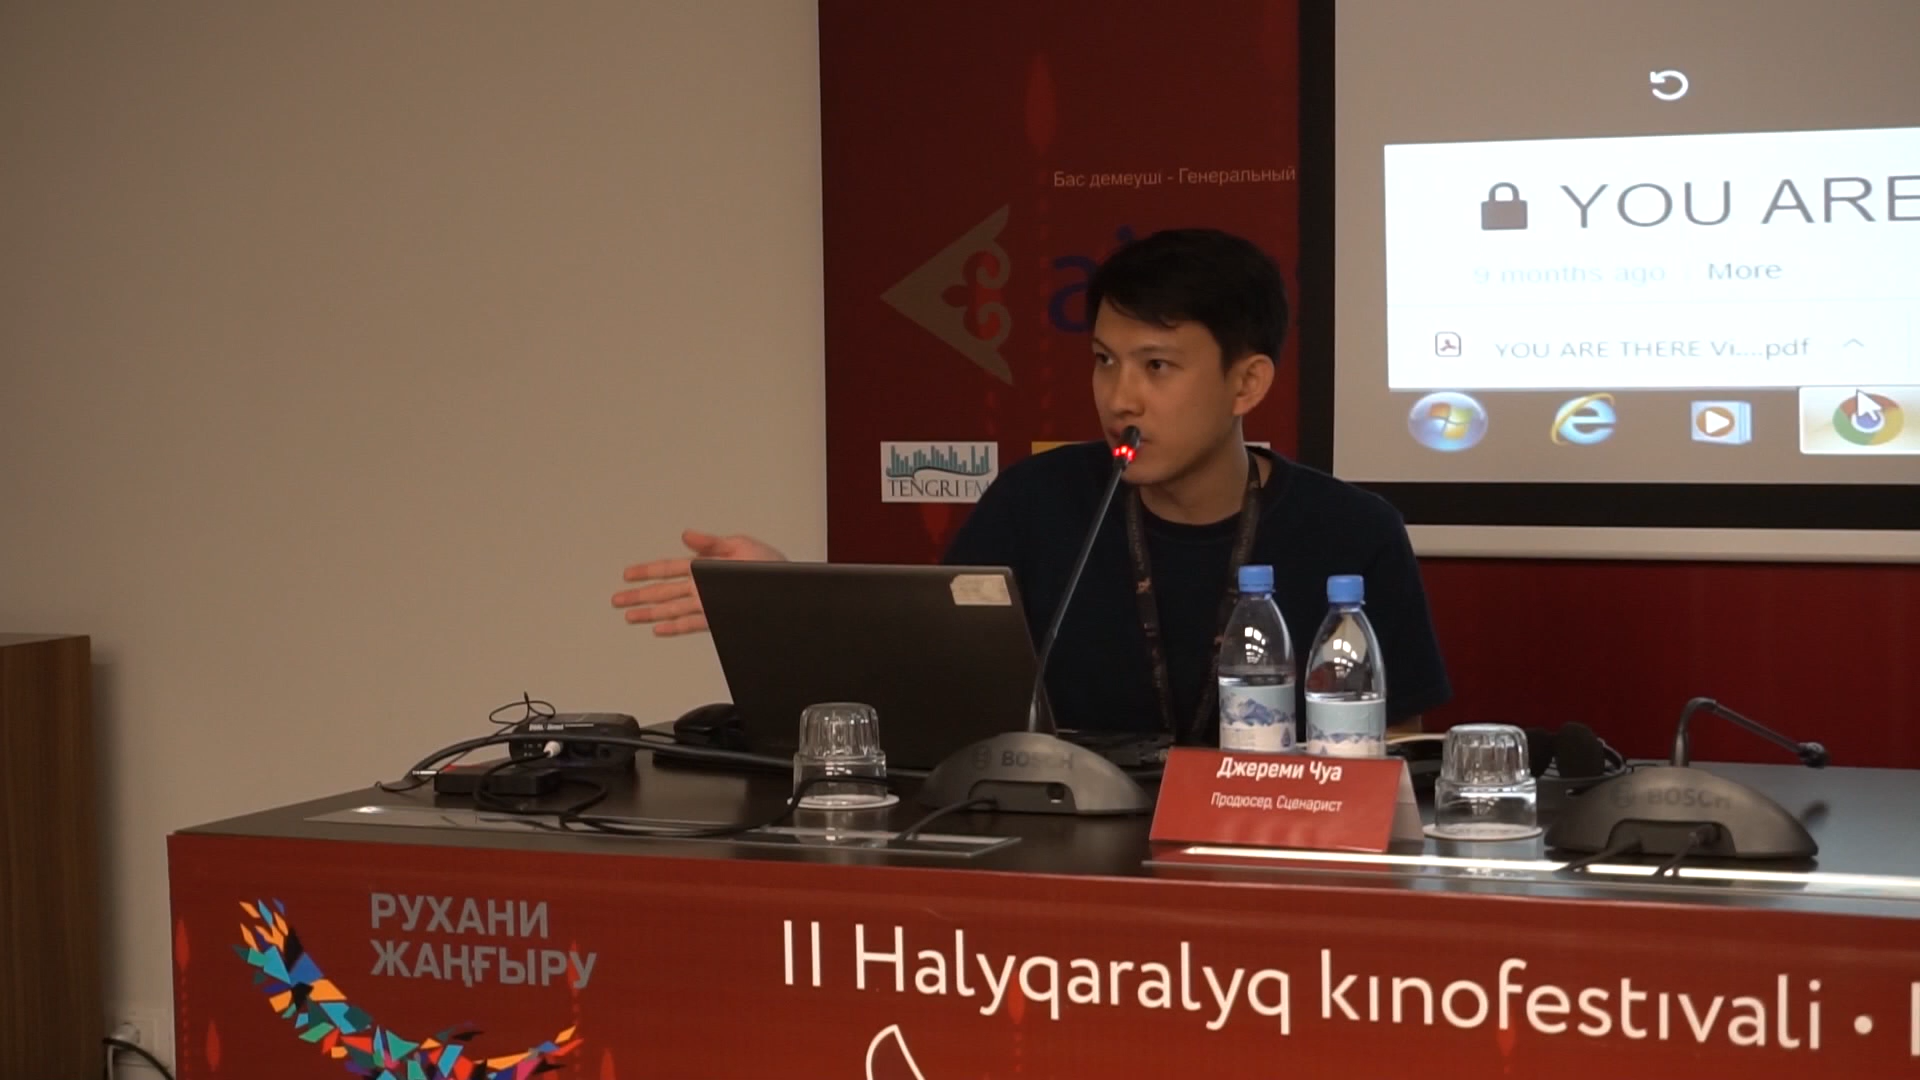 Бас демеуші - Генеральный
YOU ARE
9 months ago
More
YOU ARE THERE Vi....pdf
TENGRI FM
BOSCH
BOSCH
Джереми Чуа
Продюсер, Сценарист
РУХАНИ
ЖАҢҒЫРУ
II Halyqaralyq kınofestıvali •